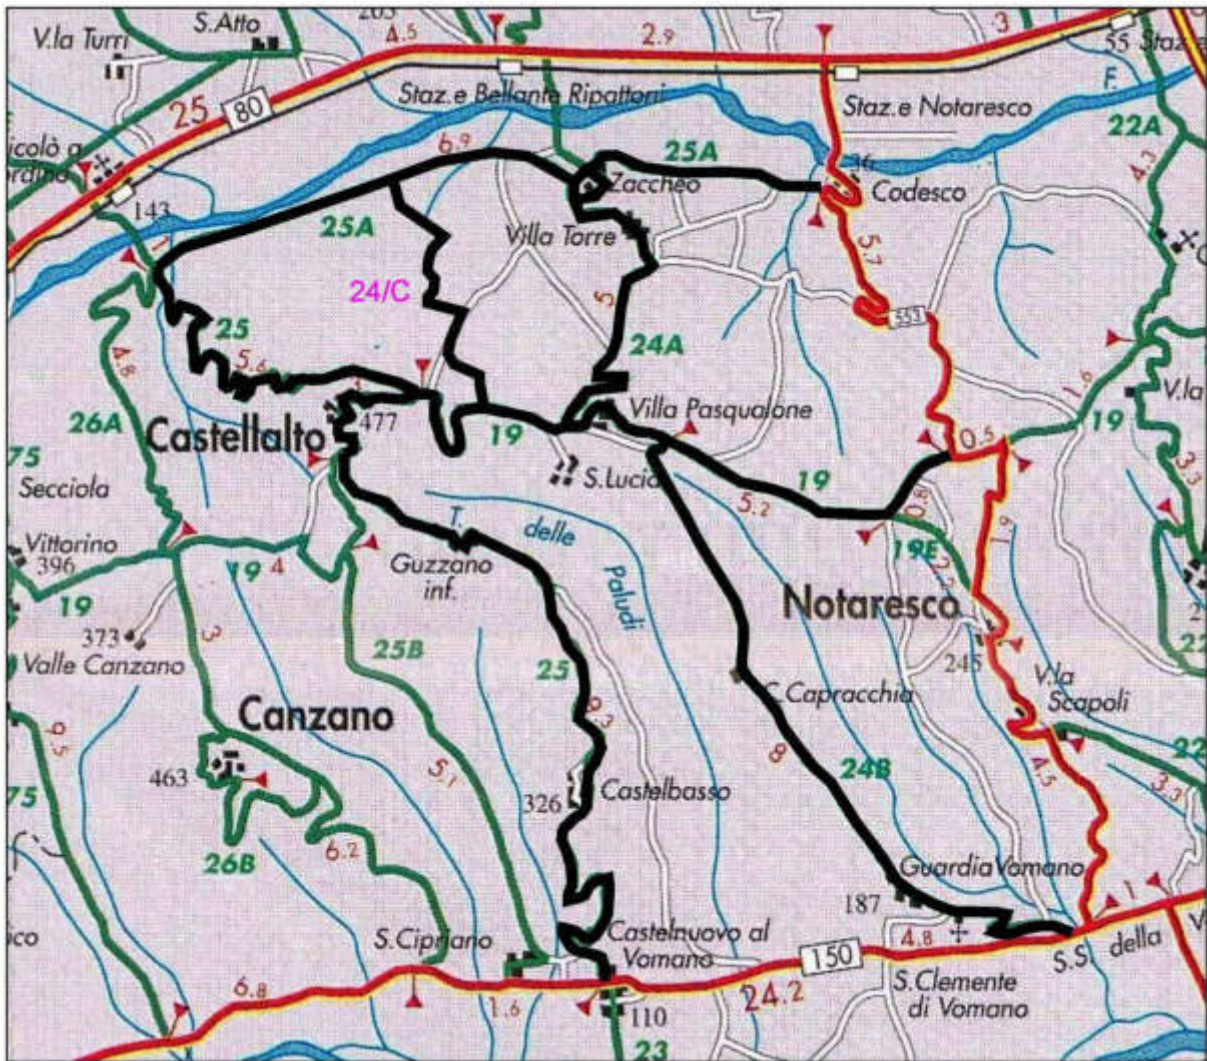 V.la Turri
S.Atto
4.5
2.9
3
55
25
80
Staz.e Bellante Ripattoni
Staz.e Notaresco
F.
22A
4.3
143
6.9
25A
Zaccheo
Codesco
25A
Villa Torre
5.7
24/C
5
553
25
5.6
24A
4.8
1.6
V.la
26A
477
Villa Pasqualone
Castellalto
19
0.5
19
75
Secciola
S.Lucia
5.2
19
0.8
3.3
T.
delle
1.9
Vittorino
396
19
4
Guzzano
inf.
19E
2.2
Paludi
19
3
Notaresco
373
Valle Canzano
25B
25
245
22
V.la
Scapoli
C.Capracchia
Canzano
9.3
9.5
463
5.1
8
24B
4.5
22
3.3
75
326
Castelbasso
26B
6.2
Guardia Vomano
187
S.Cipriano
Castelnuovo al
Vomano
4.8
1
150
S.S. della
6.8
1.6
24.2
S.Clemente
di Vomano
110
23